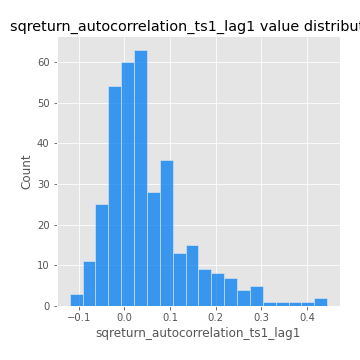 sqreturn_autocorrelation_ts1_lag1 value distribut
60
50
40
30
20
10
0
Count
−0.1 0.0 0.1 0.2 0.3 0.4
sqreturn_autocorrelation_ts1_lag1